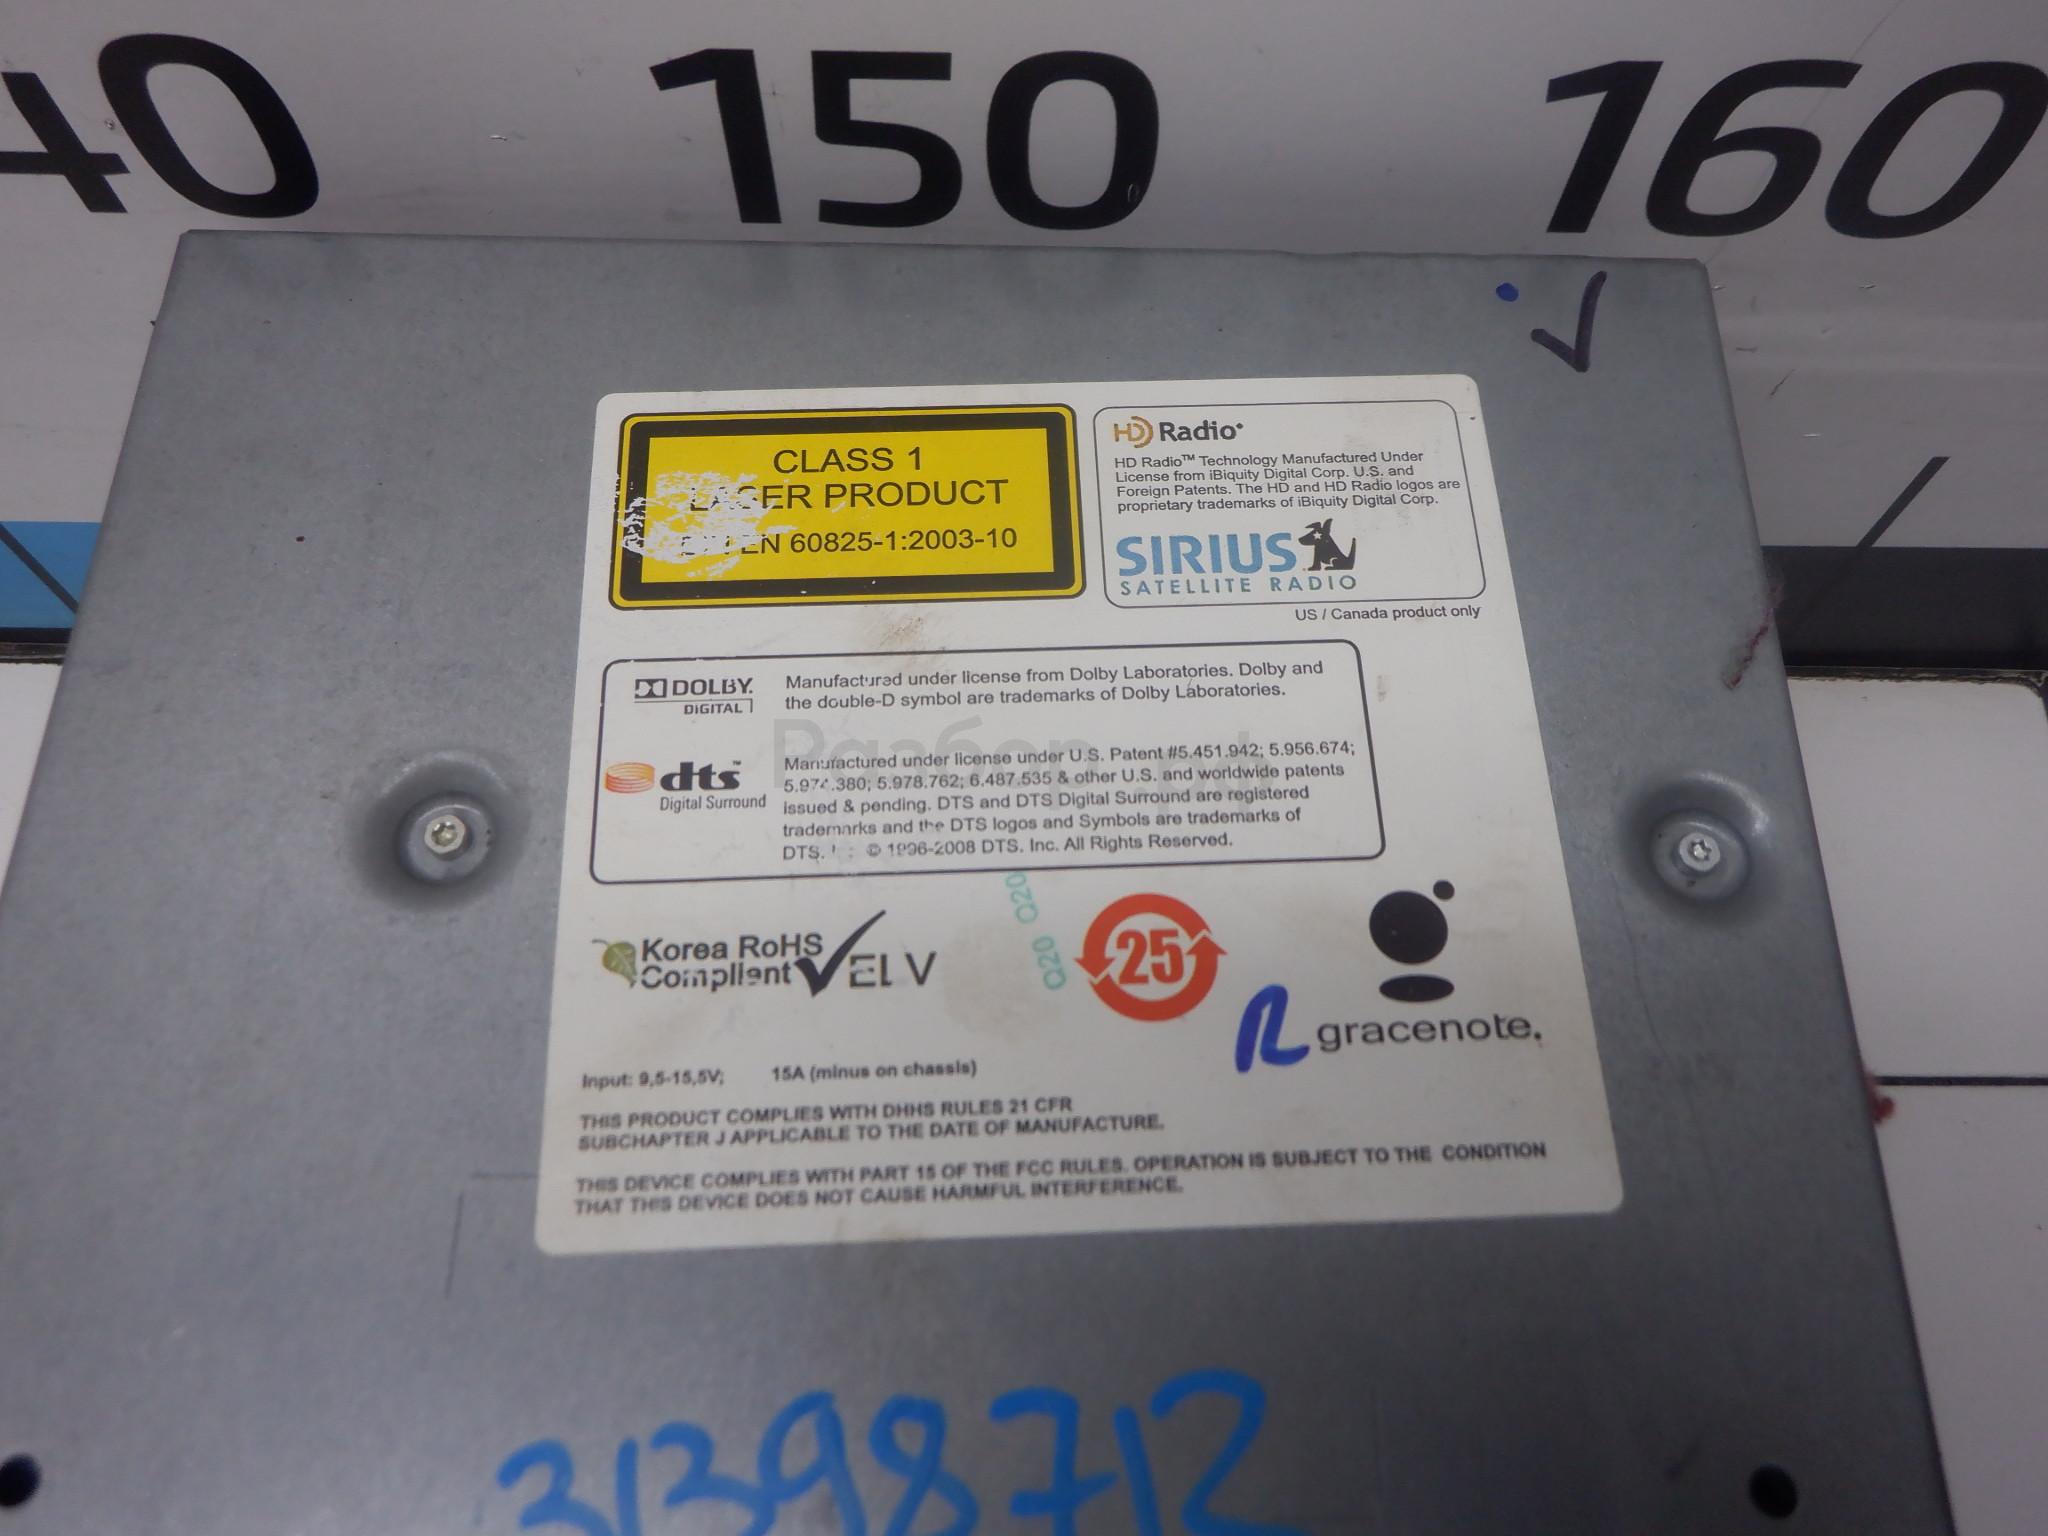 40 150 160
CLASS 1
LASER PRODUCT
EN 60825-1:2003-10
HD Radio
HD Radio™ Technology Manufactured Under
License from iBiquity Digital Corp. U.S. and
Foreign Patents. The HD and HD Radio logos are
proprietary trademarks of iBiquity Digital Corp.
SIRIUS
SATELLITE RADIO
US / Canada product only
DOLBY
DIGITAL
Manufactured under license from Dolby Laboratories. Dolby and
the double-D symbol are trademarks of Dolby Laboratories.
dts™
Digital Surround
Manufactured under license under U.S. Patent #5.451.942; 5.956.674;
5.974.380; 5.978.762; 6.487.535 & other U.S. and worldwide patents
issued & pending. DTS and DTS Digital Surround are registered
trademrks and the DTS logos and Symbols are trademarks of
DTS. © 1996-2008 DTS. Inc. All Rights Reserved.
Korea RoHS
Compliant
ELV
Q20 Q20
25
R
gracenote.
Input: 9,5-15,5V; 15A (minus on chassis)
THIS PRODUCT COMPLIES WITH DHHS RULES 21 CFR
SUBCHAPTER J APPLICABLE TO THE DATE OF MANUFACTURE.
THIS DEVICE COMPLIES WITH PART 15 OF THE FCC RULES. OPERATION IS SUBJECT TO THE CONDITION
THAT THIS DEVICE DOES NOT CAUSE HARMFUL INTERFERENCE.
31398712